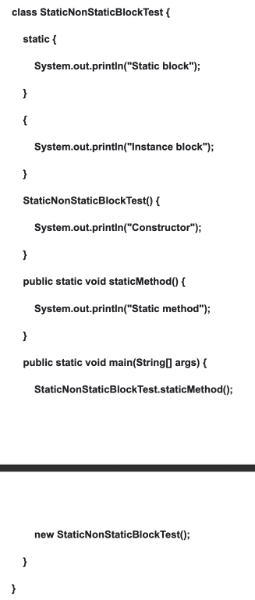 class StaticNonStaticBlockTest {
static {
System.out.println("Static block");
}
{
System.out.println("Instance block");
}
StaticNonStaticBlockTest() {
System.out.println("Constructor");
}
public static void staticMethod() {
System.out.println("Static method");
}
public static void main(String[] args) {
StaticNonStaticBlockTest.staticMethod();
new StaticNonStaticBlockTest();
}
}